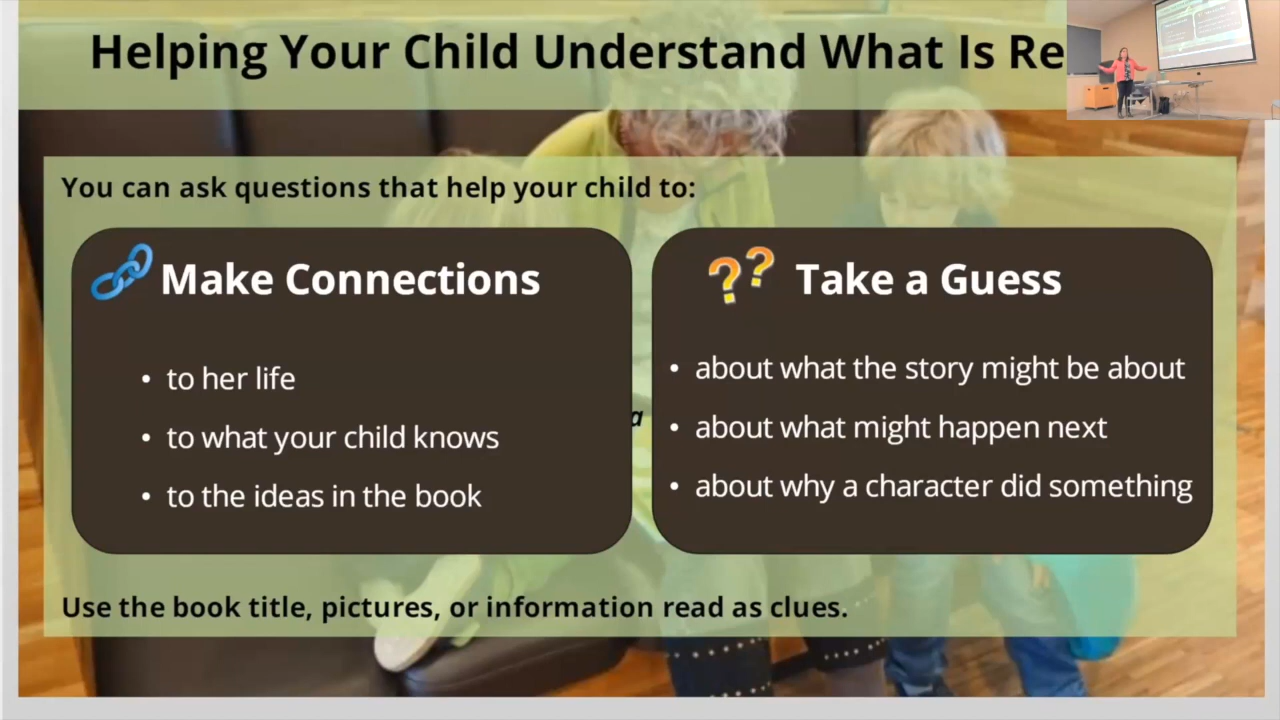 Helping Your Child Understand What Is Re
You can ask questions that help your child to:
Make Connections
• to her life
• to what your child knows
• to the ideas in the book
?? Take a Guess
• about what the story might be about
• about what might happen next
• about why a character did something
a
Use the book title, pictures, or information read as clues.